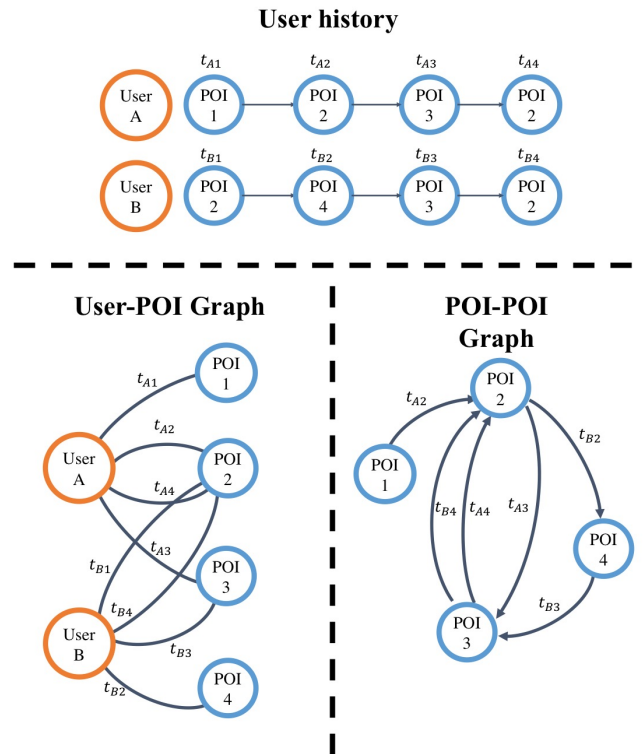 User history
t_A1 t_A2 t_A3 t_A4
User
A
POI
1
POI
2
POI
3
POI
2
t_B1 t_B2 t_B3 t_B4
User
B
POI
2
POI
4
POI
3
POI
2
User-POI Graph
t_A1
POI
1
t_A2
User
A
POI
2
t_A4
t_A3
t_B1
POI
3
t_B4
User
B
t_B3
t_B2
POI
4
POI-POI
Graph
POI
2
t_A2
t_B2
POI
1
t_B4
t_A4
t_A3
POI
4
t_B3
POI
3